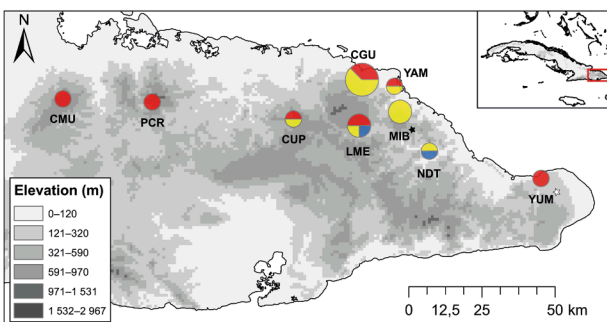 N
CGU
YAM
CMU
PCR
CUP
LME
MIB
NDT
YUM
Elevation (m)
0–120
121–320
321–590
591–970
971–1 531
1 532–2 967
0 12,5 25 50 km